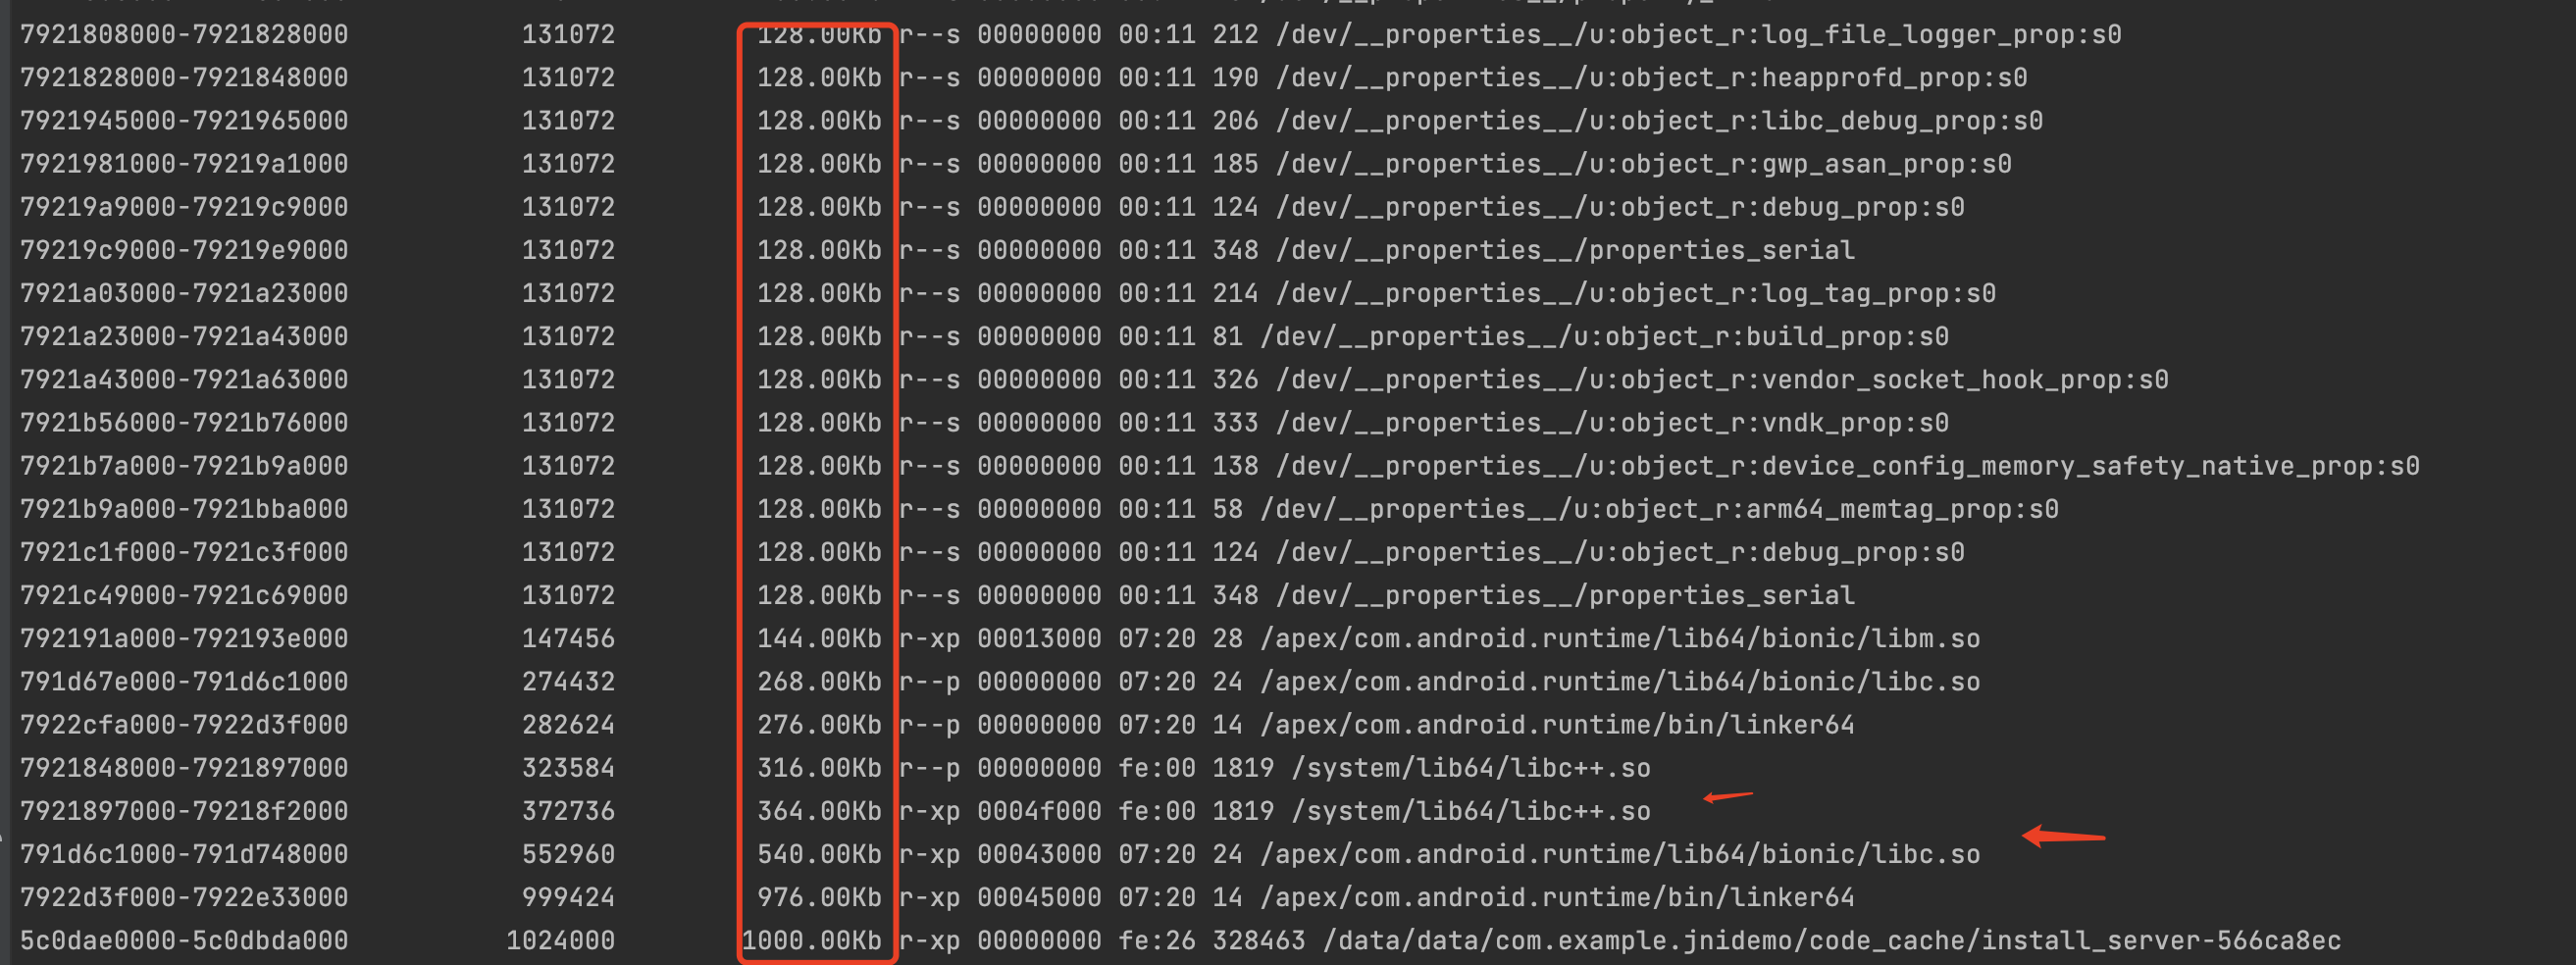 7921808000-7921828000 131072 128.00Kb r--s 00000000 00:11 212 /dev/__properties__/u:object_r:log_file_logger_prop:s0
7921828000-7921848000 131072 128.00Kb r--s 00000000 00:11 190 /dev/__properties__/u:object_r:heapprofd_prop:s0
7921945000-7921965000 131072 128.00Kb r--s 00000000 00:11 206 /dev/__properties__/u:object_r:libc_debug_prop:s0
7921981000-79219a1000 131072 128.00Kb r--s 00000000 00:11 185 /dev/__properties__/u:object_r:gwp_asan_prop:s0
79219a9000-79219c9000 131072 128.00Kb r--s 00000000 00:11 124 /dev/__properties__/u:object_r:debug_prop:s0
79219c9000-79219e9000 131072 128.00Kb r--s 00000000 00:11 348 /dev/__properties__/properties_serial
7921a03000-7921a23000 131072 128.00Kb r--s 00000000 00:11 214 /dev/__properties__/u:object_r:log_tag_prop:s0
7921a23000-7921a43000 131072 128.00Kb r--s 00000000 00:11 81 /dev/__properties__/u:object_r:build_prop:s0
7921a43000-7921a63000 131072 128.00Kb r--s 00000000 00:11 326 /dev/__properties__/u:object_r:vendor_socket_hook_prop:s0
7921b56000-7921b76000 131072 128.00Kb r--s 00000000 00:11 333 /dev/__properties__/u:object_r:vndk_prop:s0
7921b7a000-7921b9a000 131072 128.00Kb r--s 00000000 00:11 138 /dev/__properties__/u:object_r:device_config_memory_safety_native_prop:s0
7921b9a000-7921bba000 131072 128.00Kb r--s 00000000 00:11 58 /dev/__properties__/u:object_r:arm64_memtag_prop:s0
7921c1f000-7921c3f000 131072 128.00Kb r--s 00000000 00:11 124 /dev/__properties__/u:object_r:debug_prop:s0
7921c49000-7921c69000 131072 128.00Kb r--s 00000000 00:11 348 /dev/__properties__/properties_serial
792191a000-792193e000 147456 144.00Kb r-xp 00013000 07:20 28 /apex/com.android.runtime/lib64/bionic/libm.so
791d67e000-791d6c1000 274432 268.00Kb r--p 00000000 07:20 24 /apex/com.android.runtime/lib64/bionic/libc.so
7922cfa000-7922d3f000 282624 276.00Kb r--p 00000000 07:20 14 /apex/com.android.runtime/bin/linker64
7921848000-7921897000 323584 316.00Kb r--p 00000000 fe:00 1819 /system/lib64/libc++.so
7921897000-79218f2000 372736 364.00Kb r-xp 0004f000 fe:00 1819 /system/lib64/libc++.so
791d6c1000-791d748000 552960 540.00Kb r-xp 00043000 07:20 24 /apex/com.android.runtime/lib64/bionic/libc.so
7922d3f000-7922e33000 999424 976.00Kb r-xp 00045000 07:20 14 /apex/com.android.runtime/bin/linker64
5c0dae0000-5c0dbda000 1024000 1000.00Kb r-xp 00000000 fe:26 328463 /data/data/com.example.jnidemo/code_cache/install_server-566ca8ec